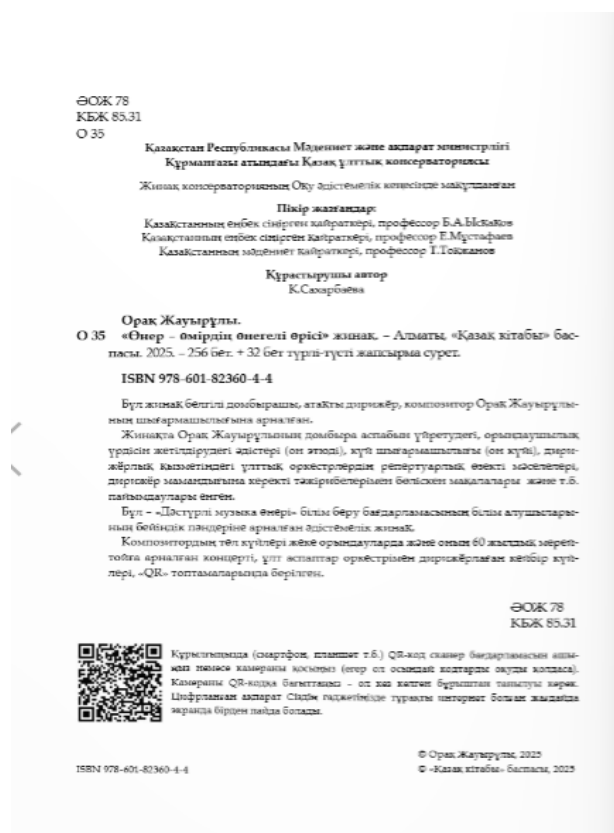 ӘОЖ 78
КБЖ 85.31
О 35
Қазақстан Республикасы Мәдениет және ақпарат министрлігі
Құрманғазы атындағы Қазақ ұлттық консерваториясы
Жинақ консерваторияның Оқу әдістемелік кеңесінде мақұлданған
Пікір жазғандар:
Қазақстанның еңбек сіңірген қайраткері, профессор Б.А.Ысқақов
Қазақстанның еңбек сіңірген қайраткері, профессор Е.Мұстафаев
Қазақстанның мәдениет қайраткері, профессор Т.Тоқжанов
Құрастырушы автор
К.Сахарбаева
Орақ Жауырұлы.
О 35 «Өнер – өмірдің өнегелі өрісі» жинақ. – Алматы, «Қазақ кітабы» бас-
пасы. 2025. – 256 бет. + 32 бет түрлі-түсті жапсырма сурет.
ISBN 978-601-82360-4-4
Бұл жинақ белгілі домбырашы, атақты дирижёр, композитор Орақ Жауырұлы-
ның шығармашылығына арналған.
Жинақта Орақ Жауырұлының домбыра аспабын үйретудегі, орындаушылық
үрдісін жетілдірудегі әдістері (он этюді), күй шығармашылығы (он күйі), дири-
жёрлық қызметіндегі ұлттық оркестрлердің репертуарлық өзекті мәселелері,
дирижёр мамандығына керекті тәжірибелерімен бөліскен мақалалары және т.б.
пайымдаулары енген.
Бұл – «Дәстүрлі музыка өнері» білім беру бағдарламасының білім алушылары-
ның бейіндік пәндеріне арналған әдістемелік жинақ.
Композитордың төл күйлері жеке орындауларда және оның 60 жылдық мерей-
тойға арналған концерті, ұлт аспаптар оркестрімен дирижёрлаған кейбір күй-
лері, «QR» топтамаларында берілген.
ӘОЖ 78
КБЖ 85.31
Құрылғыңызда (смартфон, планшет т.б.) QR-код сканер бағдарламасын ашы-
ңыз немесе камераны қосыңыз (егер ол осындай кодтарды оқуды қолдаса).
Камераны QR-кодқа бағыттаңыз – ол кез келген бұрыштан танылуы керек.
Цифрланған ақпарат Сіздің гаджетіңізде тұрақты интернет болған жағдайда
экранда бірден пайда болады.
© Орақ Жауырұлы, 2025
ISBN 978-601-82360-4-4 © «Қазақ кітабы» баспасы, 2025